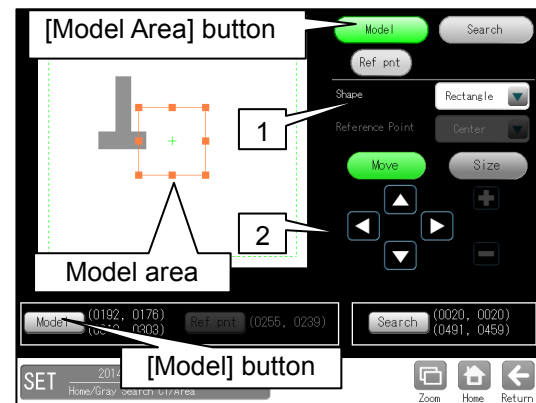 [Model Area] button
Model
Search
Ref pnt
Shape
Rectangle
1
Reference Point
Center
Move
Size
2
Model area
Model
(0192, 0176)
0303)
Ref pnt
(0255, 0239)
Search
(0020, 0020)
(0491, 0459)
[Model] button
SET
2014
Home/Gray Search C1/Area
Zoom
Home
Return